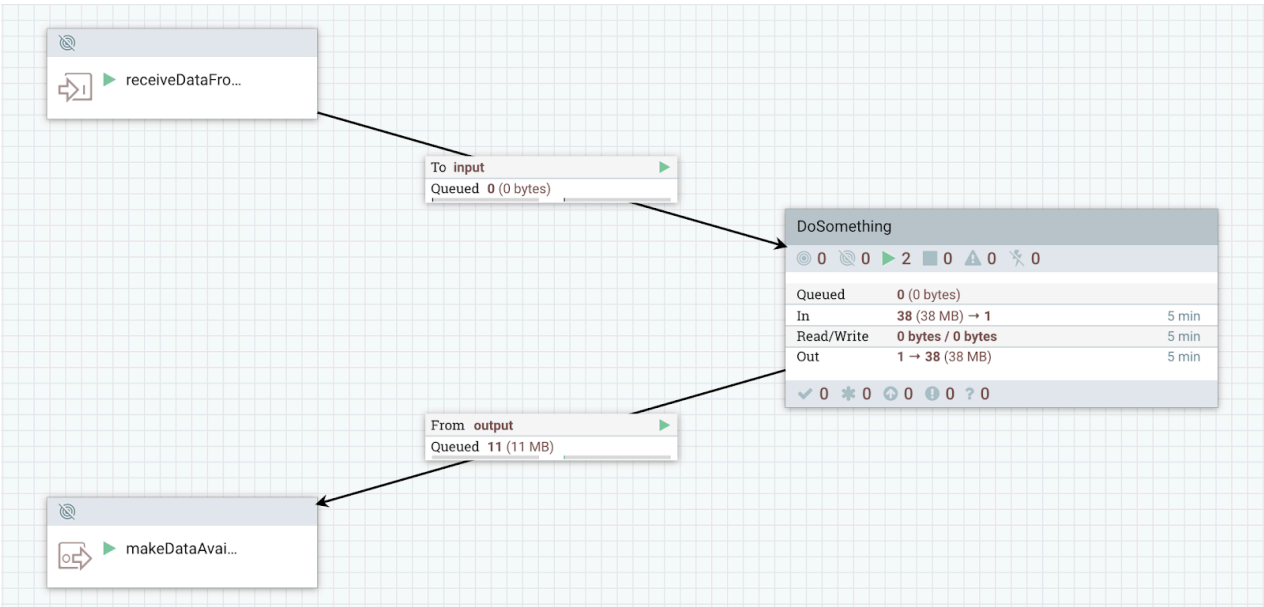 receiveDataFro...
To input
Queued 0 (0 bytes)
DoSomething
0 0 2 0 0 0
Queued 0 (0 bytes)
In 38 (38 MB) → 1 5 min
Read/Write 0 bytes / 0 bytes 5 min
Out 1 → 38 (38 MB) 5 min
0 0 0 0 ? 0
From output
Queued 11 (11 MB)
makeDataAvai...